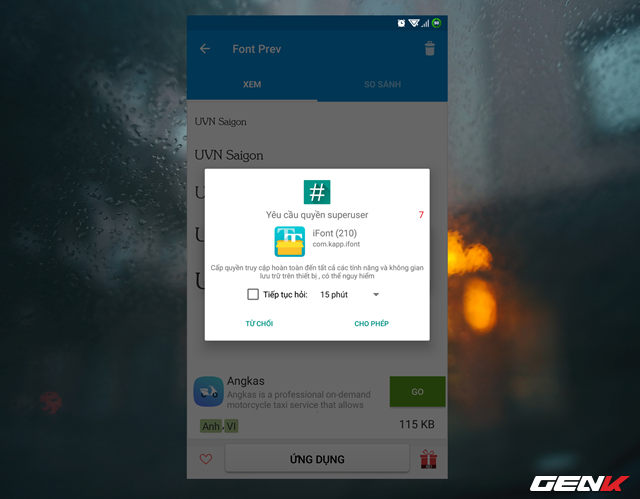 Font Prev
XEM
SO SÁNH
UVN Saigon
UVN Saigon
#
Yêu cầu quyền superuser
7
iFont (210)
com.kapp.ifont
Cấp quyền truy cập hoàn toàn đến tất cả các tính năng và không gian
lưu trữ trên thiết bị , có thể nguy hiểm
Tiếp tục hỏi:
15 phút
TỪ CHỐI
CHO PHÉP
Angkas
Angkas is a professional on-demand
motorcycle taxi service that allows
GO
Anh , VI
115 KB
ỨNG DỤNG
GENK